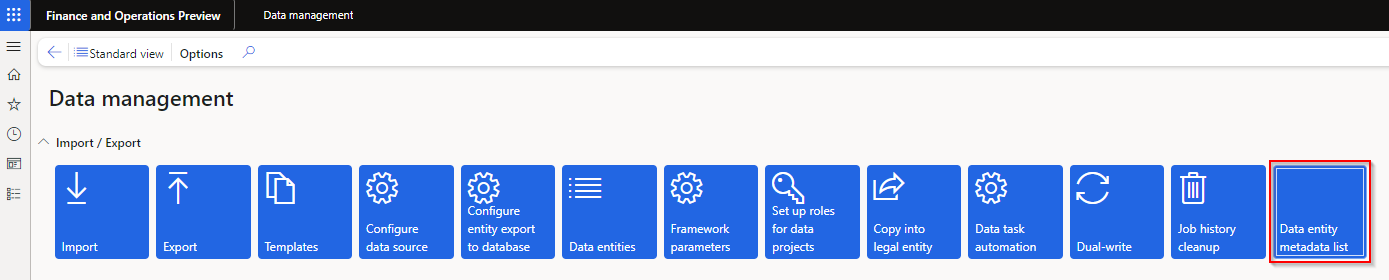 Finance and Operations Preview
Data management
Standard view
Options
Data management
Import / Export
Import
Export
Templates
Configure
data source
Configure
entity export
to database
Data entities
Framework
parameters
Set up roles
for data
projects
Copy into
legal entity
Data task
automation
Dual-write
Job history
cleanup
Data entity
metadata list